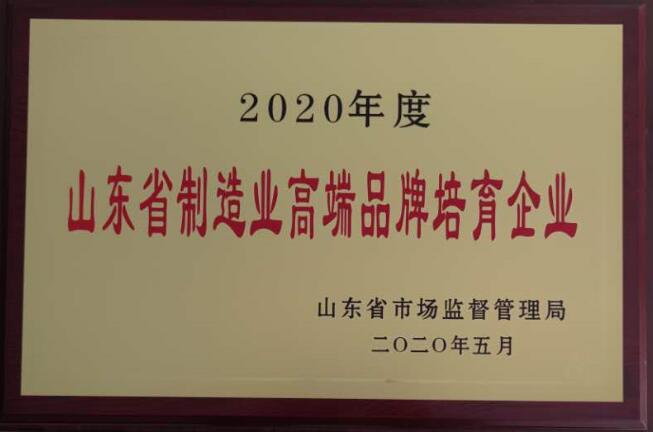 2020年度
山东省制造业高端品牌培育企业
山东省市场监督管理局
二〇二〇年五月